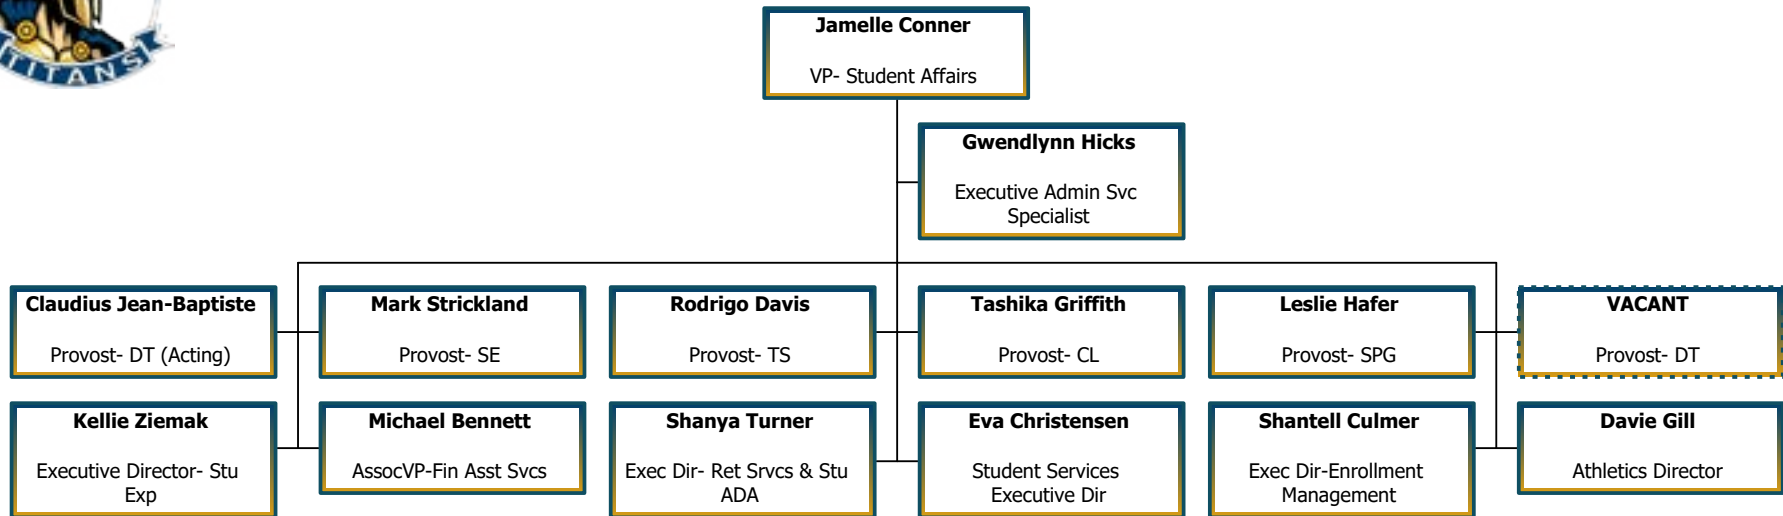 TITANS
Jamelle Conner
VP- Student Affairs
Gwendlynn Hicks
Executive Admin Svc
Specialist
Claudius Jean-Baptiste
Provost- DT (Acting)
Mark Strickland
Provost- SE
Rodrigo Davis
Provost- TS
Tashika Griffith
Provost- CL
Leslie Hafer
Provost- SPG
VACANT
Provost- DT
Kellie Ziemak
Executive Director- Stu
Exp
Michael Bennett
AssocVP-Fin Asst Svcs
Shanya Turner
Exec Dir- Ret Srvcs & Stu
ADA
Eva Christensen
Student Services
Executive Dir
Shantell Culmer
Exec Dir-Enrollment
Management
Davie Gill
Athletics Director